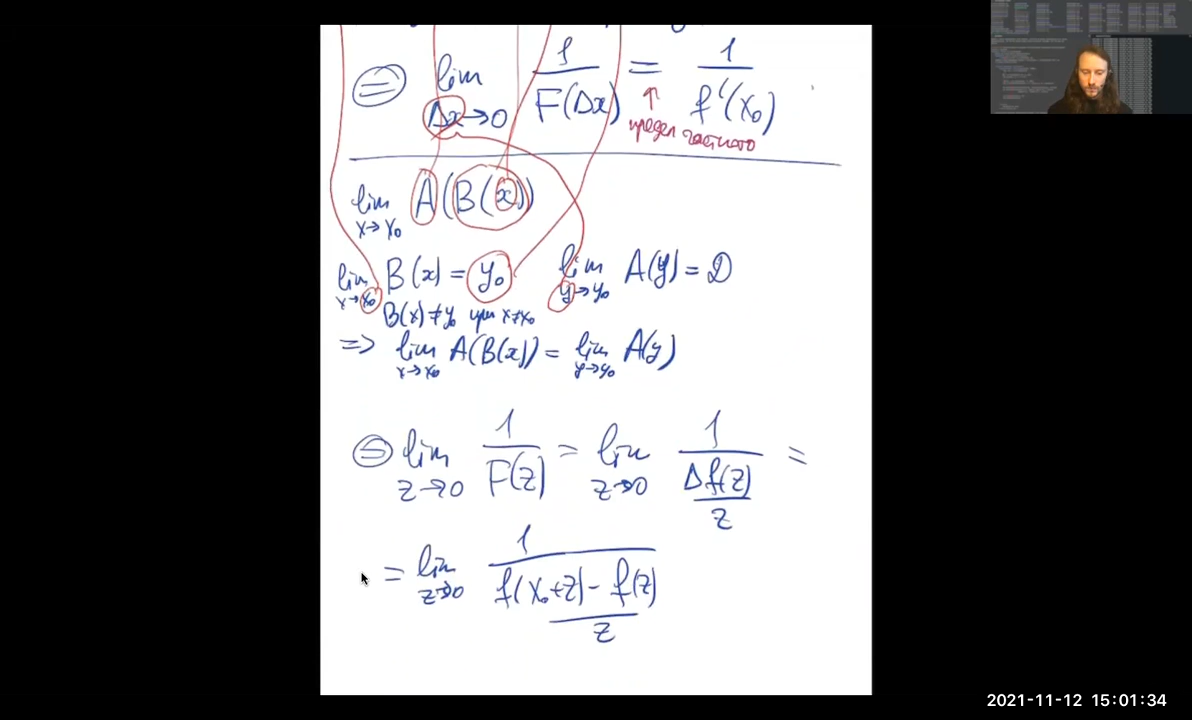 ⊜ lim Δx→0 1/F(Δx) = 1/f'(x₀)
↑
предел частного
lim x→x₀ A(B(x))
lim x→x₀ B(x) = y₀ lim y→y₀ A(y) = D
B(x) ≠ y₀ при x≠x₀
=> lim x→x₀ A(B(x)) = lim y→y₀ A(y)
⊜ lim z→0 1/F(z) = lim z→0 1/(Δf(z)/z) =
= lim z→0 1/((f(x₀+z) - f(z))/z)
2021-11-12 15:01:34